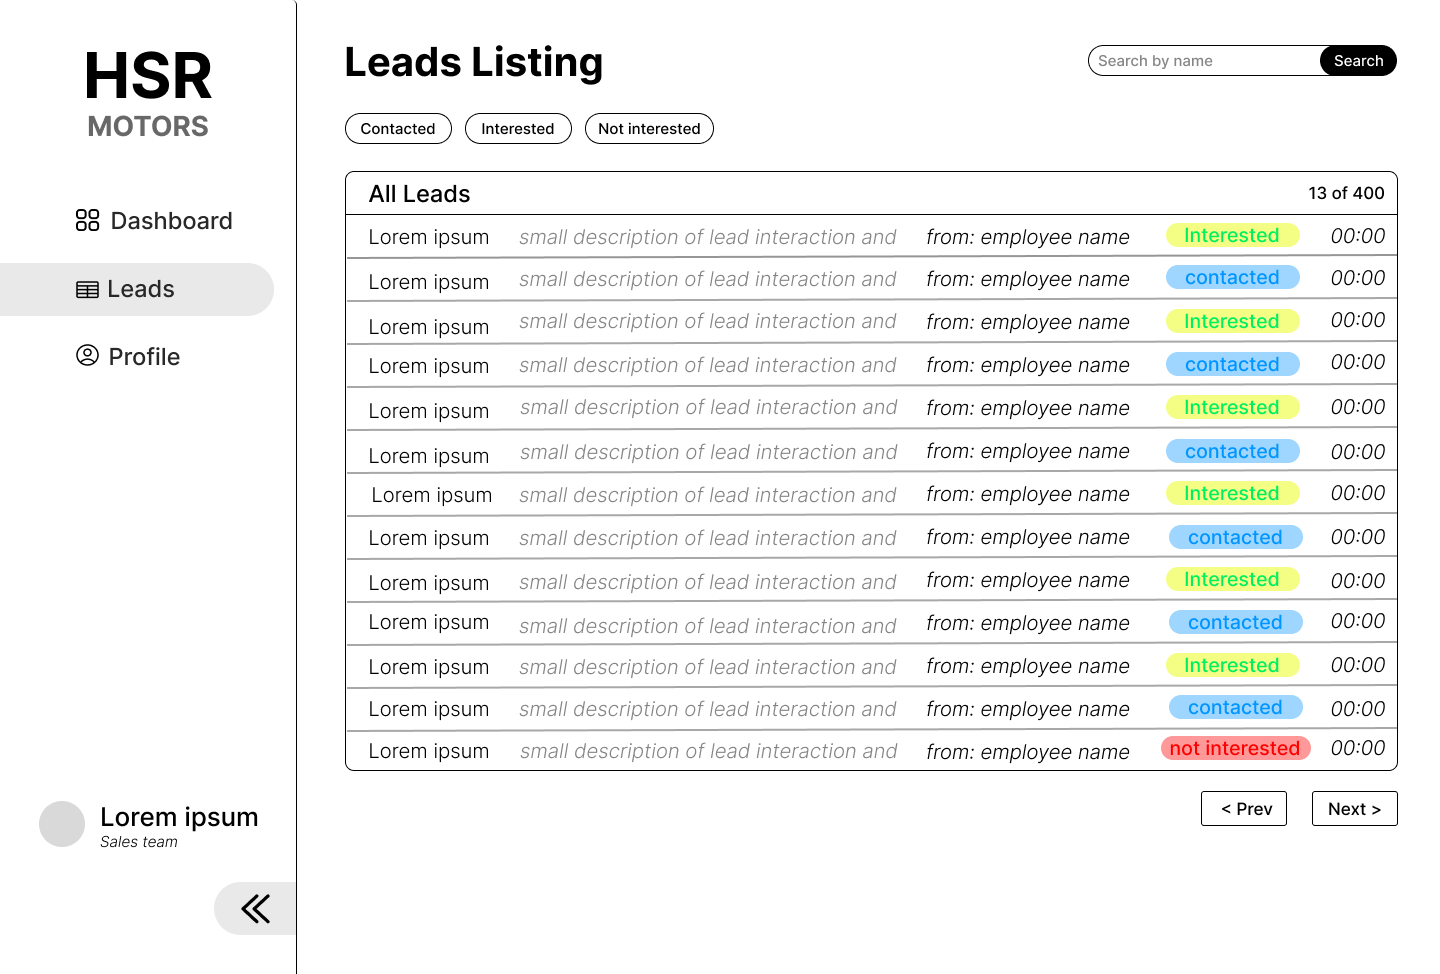 HSR
MOTORS
Dashboard
Leads
Profile
Lorem ipsum
Sales team
Leads Listing
Search by name
Search
Contacted
Interested
Not interested
All Leads
13 of 400
Lorem ipsum small description of lead interaction and from: employee name Interested 00:00
Lorem ipsum small description of lead interaction and from: employee name contacted 00:00
Lorem ipsum small description of lead interaction and from: employee name Interested 00:00
Lorem ipsum small description of lead interaction and from: employee name contacted 00:00
Lorem ipsum small description of lead interaction and from: employee name Interested 00:00
Lorem ipsum small description of lead interaction and from: employee name contacted 00:00
Lorem ipsum small description of lead interaction and from: employee name Interested 00:00
Lorem ipsum small description of lead interaction and from: employee name contacted 00:00
Lorem ipsum small description of lead interaction and from: employee name Interested 00:00
Lorem ipsum small description of lead interaction and from: employee name contacted 00:00
Lorem ipsum small description of lead interaction and from: employee name Interested 00:00
Lorem ipsum small description of lead interaction and from: employee name contacted 00:00
Lorem ipsum small description of lead interaction and from: employee name not interested 00:00
< Prev
Next >